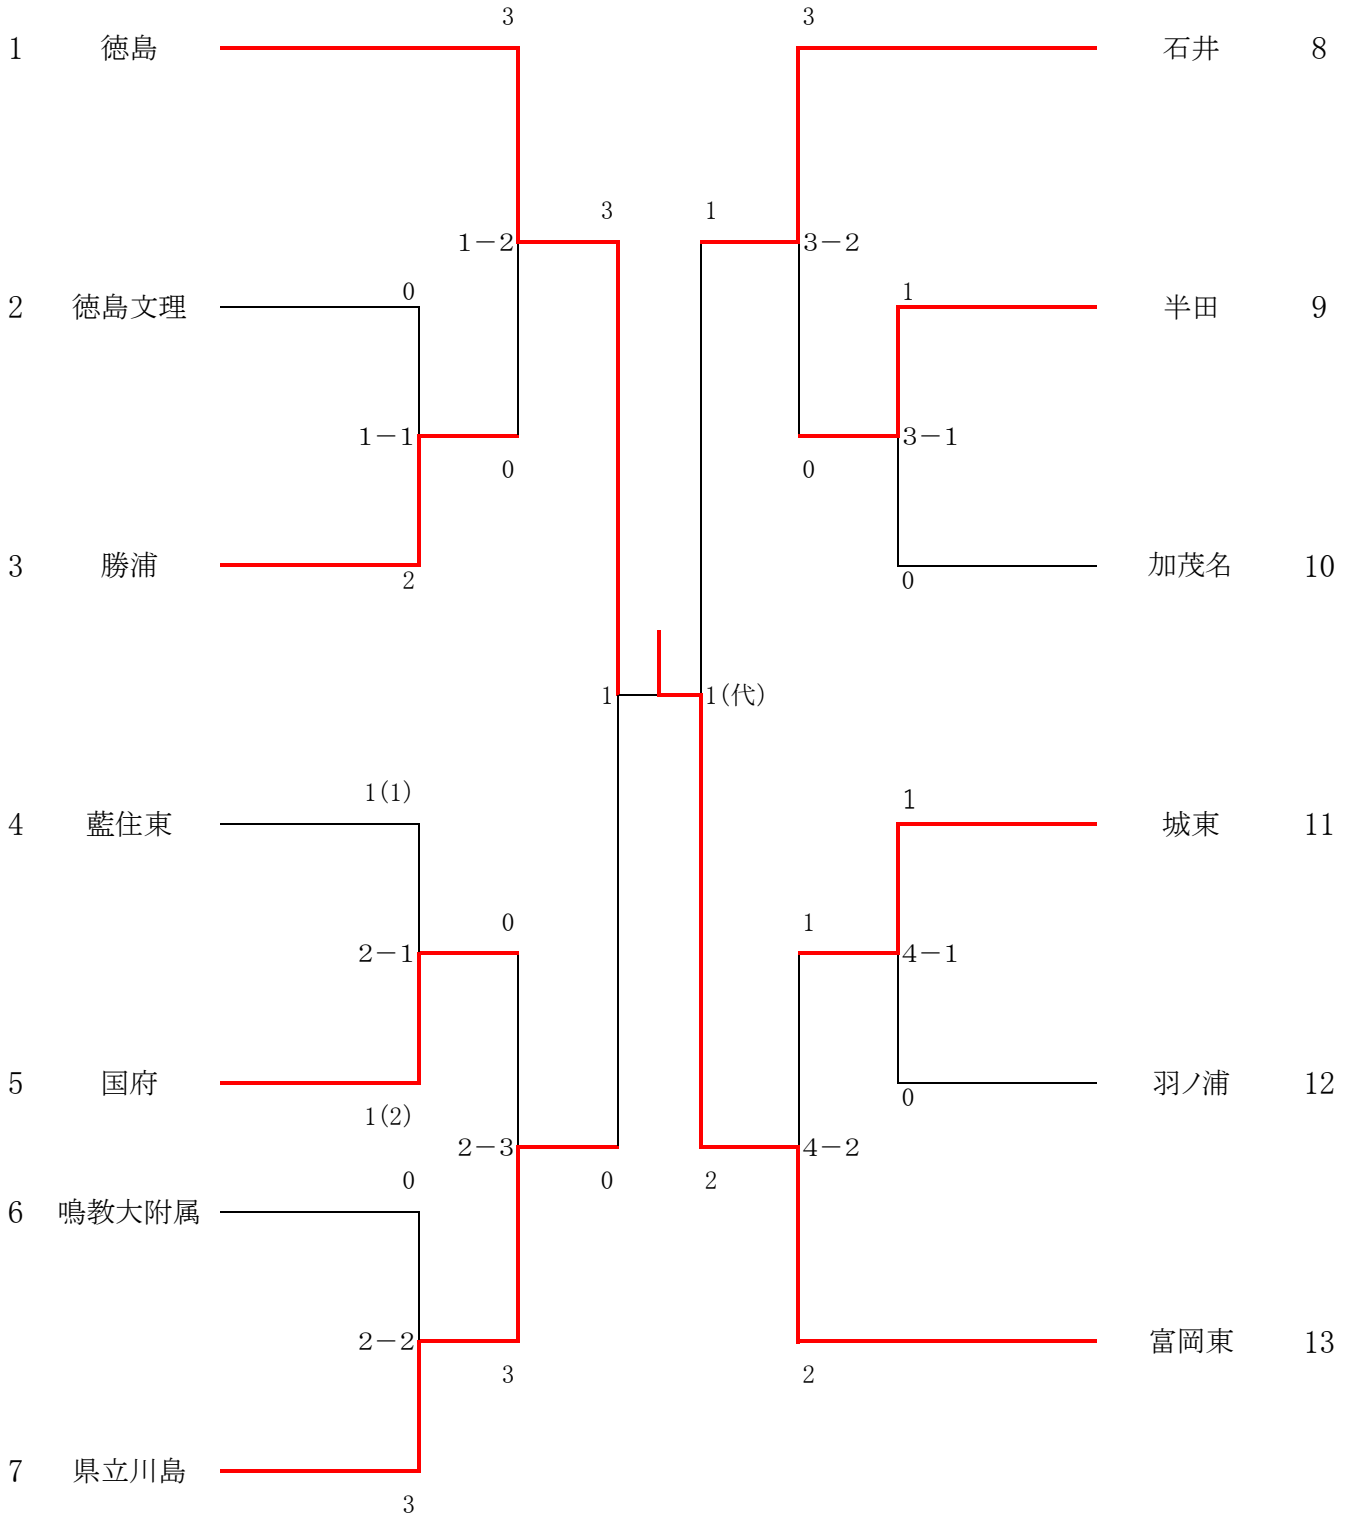 3 3
1 徳島 石井 8
3 1
1－2 3－2
0 1
2 徳島文理 半田 9
1－1 3－1
0 0
3 勝浦 加茂名 10
2 0
1 1(代)
1(1) 1
4 藍住東 城東 11
0 1
2－1 4－1
5 国府 羽ノ浦 12
1(2) 0
2－3 4－2
0 0 2
6 鳴教大附属
2－2 富岡東 13
3 2
7 県立川島
3